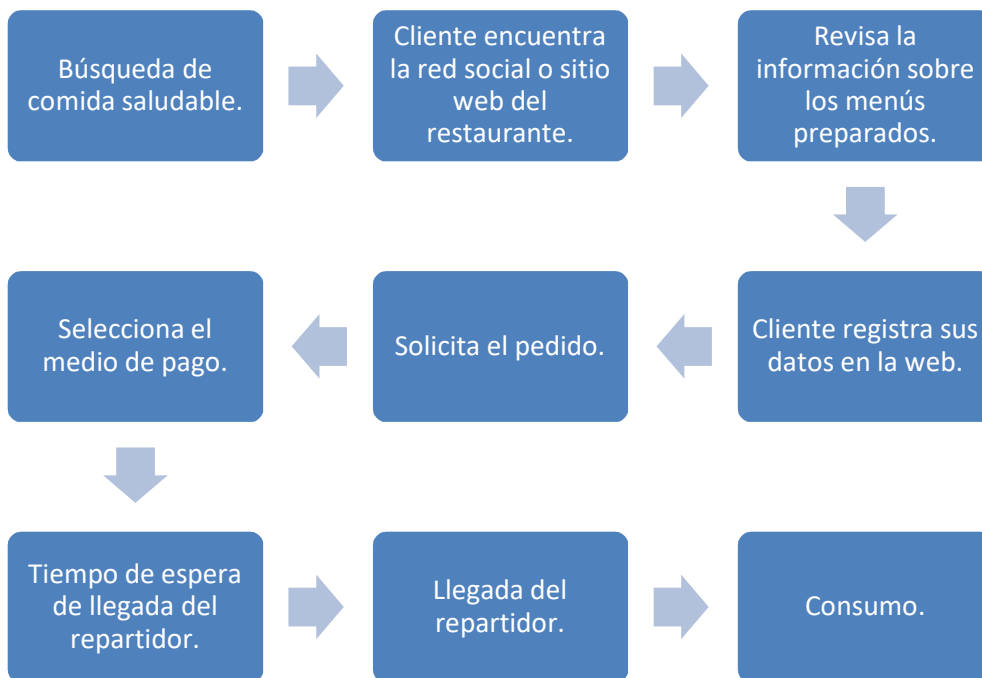 Búsqueda de
comida saludable.
Cliente encuentra
la red social o sitio
web del
restaurante.
Revisa la
información sobre
los menús
preparados.
Cliente registra sus
datos en la web.
Solicita el pedido.
Selecciona el
medio de pago.
Tiempo de espera
de llegada del
repartidor.
Llegada del
repartidor.
Consumo.